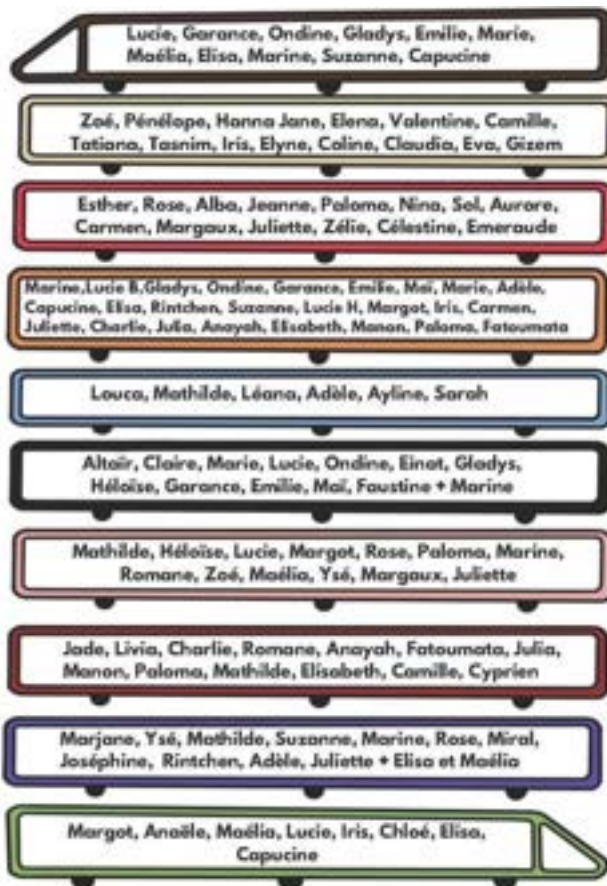 Lucie, Garance, Ondine, Gladys, Emilie, Marie,
Maélia, Elisa, Marine, Suzanne, Capucine
Zoé, Pénélope, Hanna Jane, Elena, Valentine, Camille,
Tatiana, Tasnim, Iris, Elyne, Coline, Claudia, Eva, Gizem
Esther, Rose, Alba, Jeanne, Paloma, Nina, Sol, Aurore,
Carmen, Margaux, Juliette, Zélie, Célestine, Emeraude
Marine,Lucie B,Gladys, Ondine, Garance, Emilie, Maï, Marie, Adèle,
Capucine, Elisa, Rintchen, Suzanne, Lucie H, Margot, Iris, Carmen,
Juliette, Charlie, Julia, Anayah, Elisabeth, Manon, Paloma, Fatoumata
Louca, Mathilde, Léana, Adèle, Ayline, Sarah
Altaïr, Claire, Marie, Lucie, Ondine, Einat, Gladys,
Héloïse, Garance, Emilie, Maï, Faustine + Marine
Mathilde, Héloïse, Lucie, Margot, Rose, Paloma, Marine,
Romane, Zoé, Maélia, Ysé, Margaux, Juliette
Jade, Livia, Charlie, Romane, Anayah, Fatoumata, Julia,
Manon, Paloma, Mathilde, Elisabeth, Camille, Cyprien
Marjane, Ysé, Mathilde, Suzanne, Marine, Rose, Miral,
Joséphine, Rintchen, Adèle, Juliette + Elisa et Maélia
Margot, Anaële, Maélia, Lucie, Iris, Chloé, Elisa,
Capucine